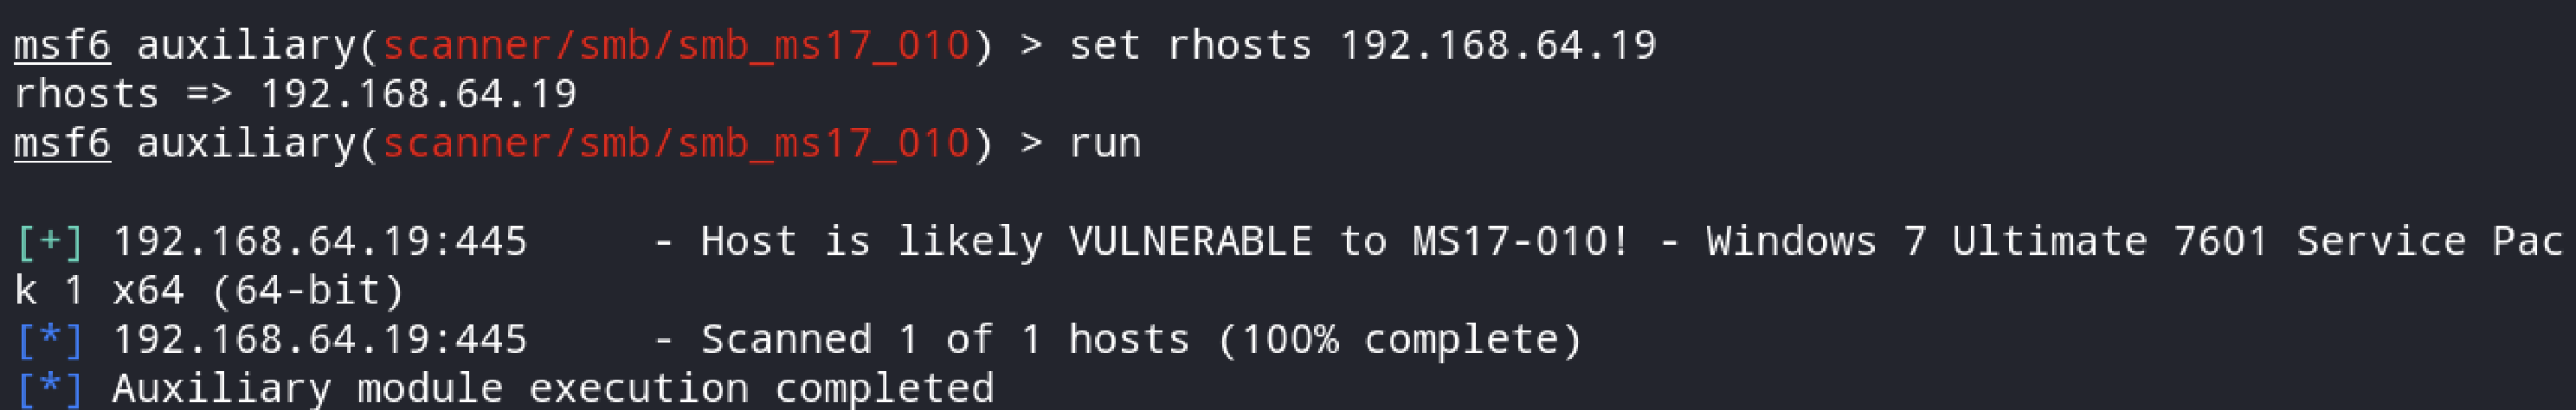 msf6 auxiliary(scanner/smb/smb_ms17_010) > set rhosts 192.168.64.19
rhosts => 192.168.64.19
msf6 auxiliary(scanner/smb/smb_ms17_010) > run
[+] 192.168.64.19:445     - Host is likely VULNERABLE to MS17-010! - Windows 7 Ultimate 7601 Service Pac
k 1 x64 (64-bit)
[*] 192.168.64.19:445     - Scanned 1 of 1 hosts (100% complete)
[*] Auxiliary module execution completed